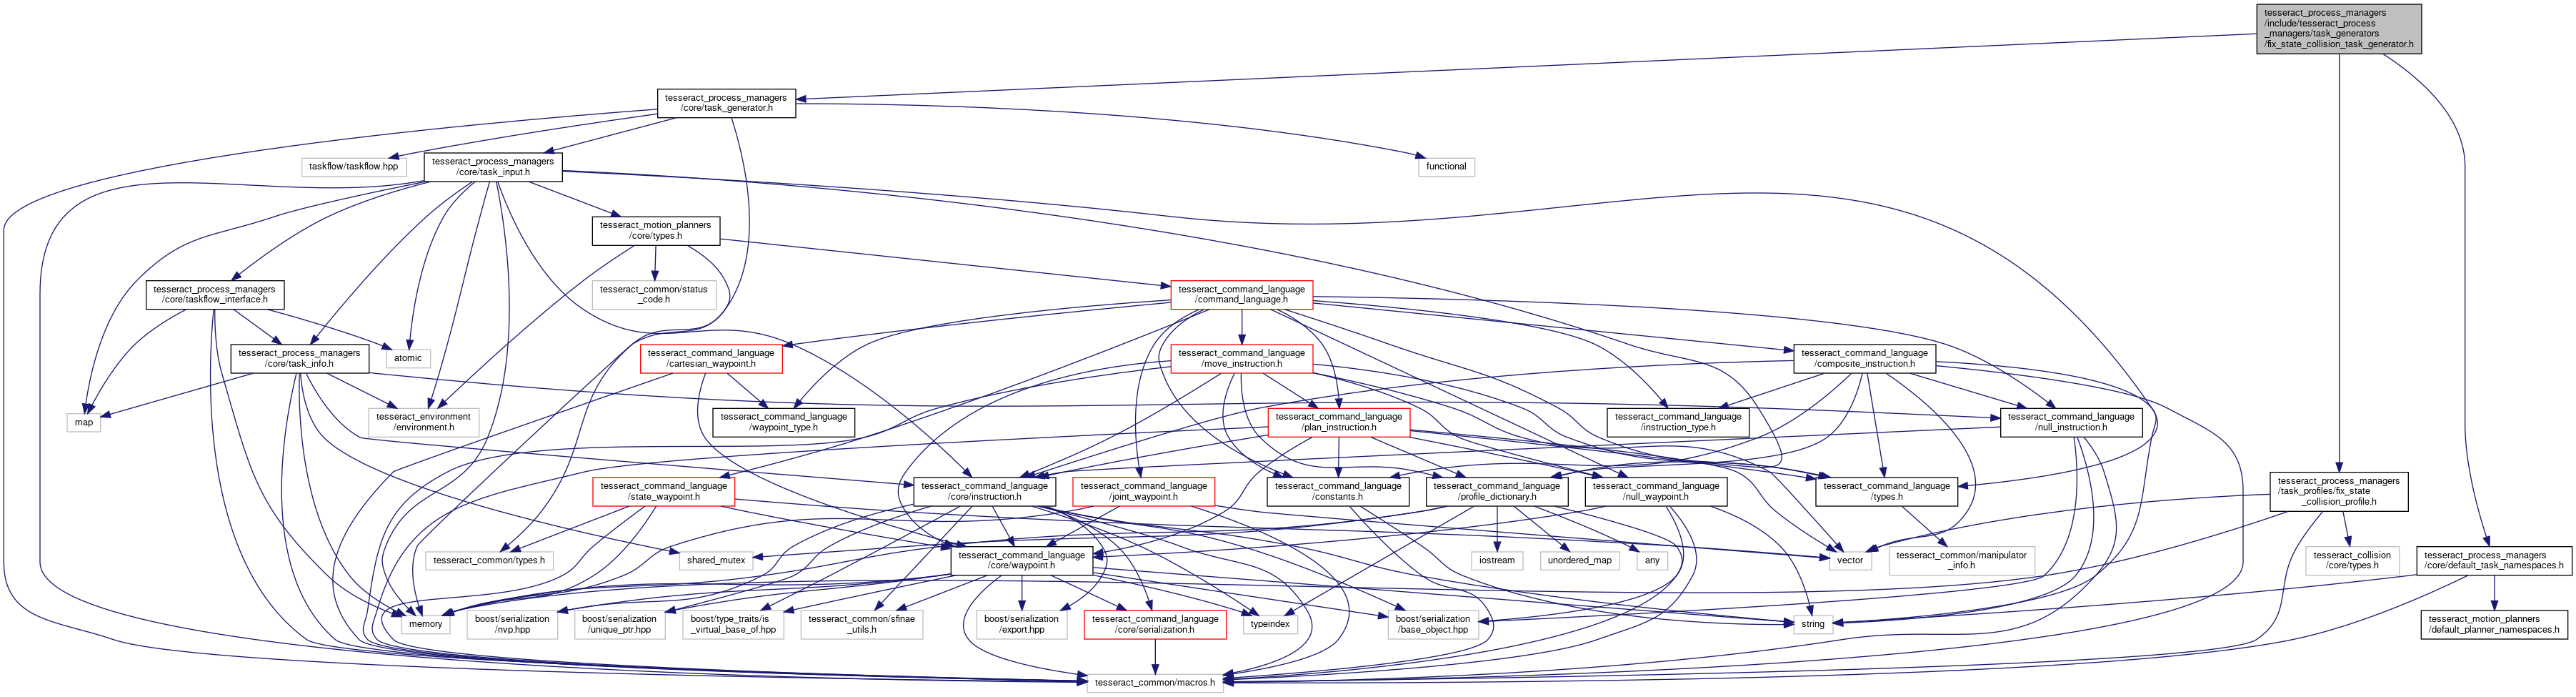 tesseract_process_managers
/include/tesseract_process
_managers/task_generators
/fix_state_collision_task_generator.h
tesseract_process_managers
/core/task_generator.h
taskflow/taskflow.hpp
tesseract_process_managers
/core/task_input.h
functional
tesseract_motion_planners
/core/types.h
tesseract_process_managers
/core/taskflow_interface.h
tesseract_common/status
_code.h
tesseract_command_language
/command_language.h
tesseract_process_managers
/core/task_info.h
atomic
tesseract_command_language
/cartesian_waypoint.h
tesseract_command_language
/move_instruction.h
tesseract_command_language
/composite_instruction.h
map
tesseract_environment
/environment.h
tesseract_command_language
/waypoint_type.h
tesseract_command_language
/plan_instruction.h
tesseract_command_language
/instruction_type.h
tesseract_command_language
/null_instruction.h
tesseract_command_language
/state_waypoint.h
tesseract_command_language
/core/instruction.h
tesseract_command_language
/joint_waypoint.h
tesseract_command_language
/constants.h
tesseract_command_language
/profile_dictionary.h
tesseract_command_language
/null_waypoint.h
tesseract_command_language
/types.h
tesseract_process_managers
/task_profiles/fix_state
_collision_profile.h
tesseract_common/types.h
shared_mutex
tesseract_command_language
/core/waypoint.h
iostream
unordered_map
any
vector
tesseract_common/manipulator
_info.h
tesseract_collision
/core/types.h
tesseract_process_managers
/core/default_task_namespaces.h
memory
boost/serialization
/nvp.hpp
boost/serialization
/unique_ptr.hpp
boost/type_traits/is
_virtual_base_of.hpp
tesseract_common/sfinae
_utils.h
boost/serialization
/export.hpp
tesseract_command_language
/core/serialization.h
typeindex
boost/serialization
/base_object.hpp
string
tesseract_motion_planners
/default_planner_namespaces.h
tesseract_common/macros.h